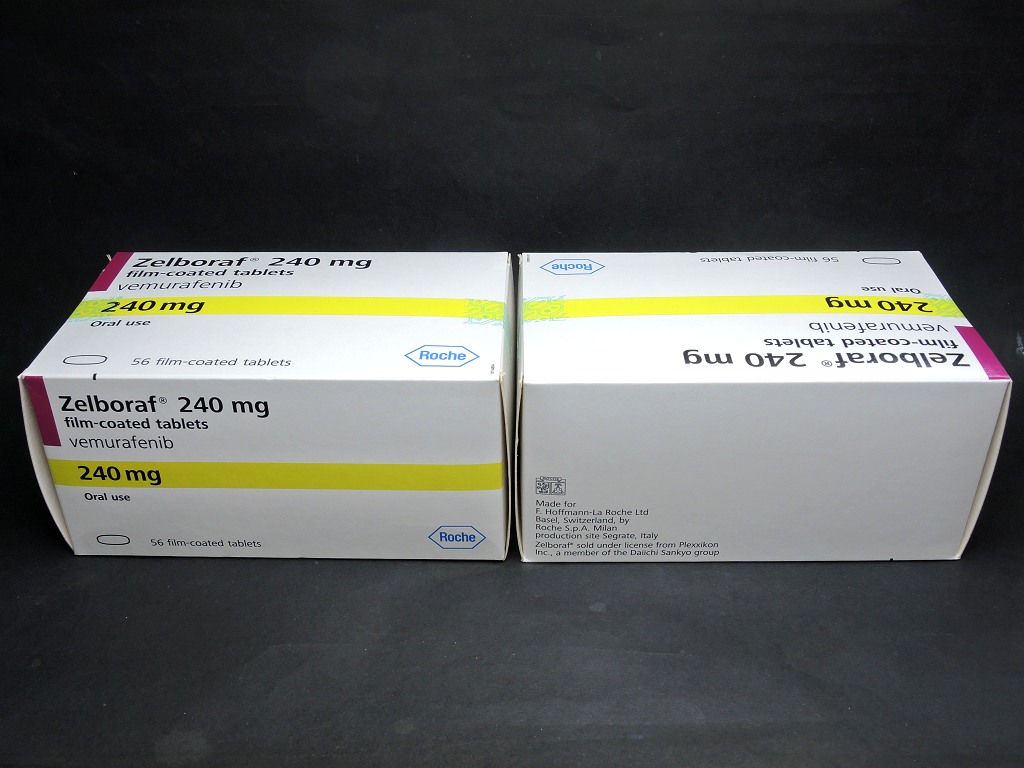 Zelboraf® 240 mg
film-coated tablets
vemurafenib
240 mg
Oral use
56 film-coated tablets
Roche
Zelboraf® 240 mg
film-coated tablets
vemurafenib
240 mg
Oral use
56 film-coated tablets
Roche
Zelboraf® 240 mg
film-coated tablets
vemurafenib
240 mg
Oral use
56 film-coated tablets
Roche
Made for
F. Hoffmann-La Roche Ltd
Basel, Switzerland, by
Roche S.p.A. Milan
production site Segrate, Italy
Zelboraf® sold under license from Plexxikon
Inc., a member of the Daiichi Sankyo group